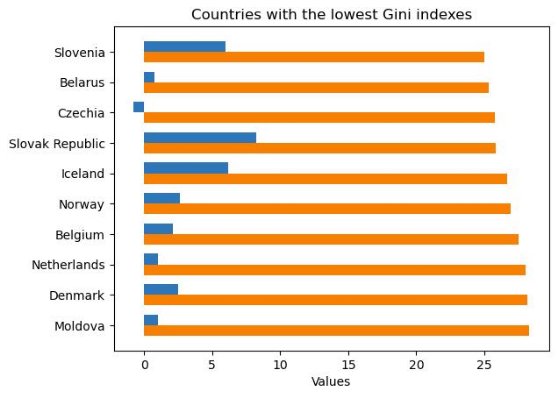 Countries with the lowest Gini indexes
Slovenia
Belarus
Czechia
Slovak Republic
Iceland
Norway
Belgium
Netherlands
Denmark
Moldova
0 5 10 15 20 25
Values